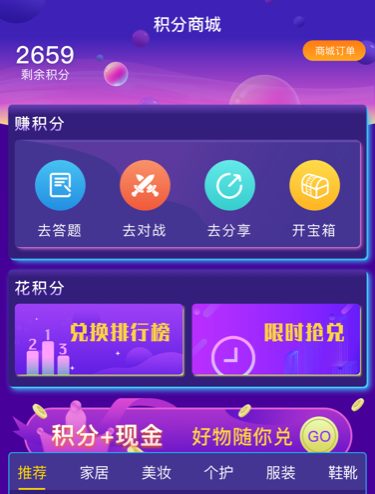 积分商城
2659
剩余积分
商城订单
赚积分
去答题 去对战 去分享 开宝箱
花积分
兑换排行榜 限时抢兑
2 1 3
积分+现金 好物随你兑 GO
推荐 家居 美妆 个护 服装 鞋靴